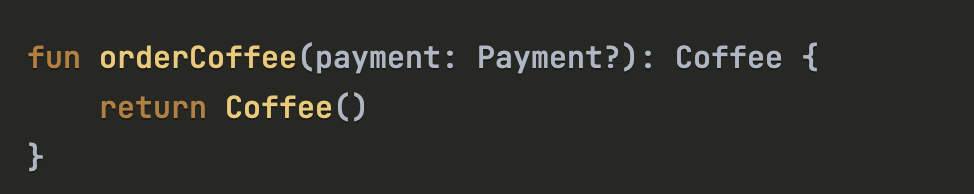 fun orderCoffee(payment: Payment?): Coffee {
    return Coffee()
}